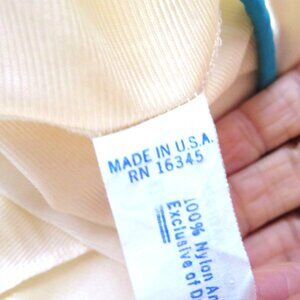 MADE IN U.S.A.
RN 16345
100% Nylon
Exclusive of